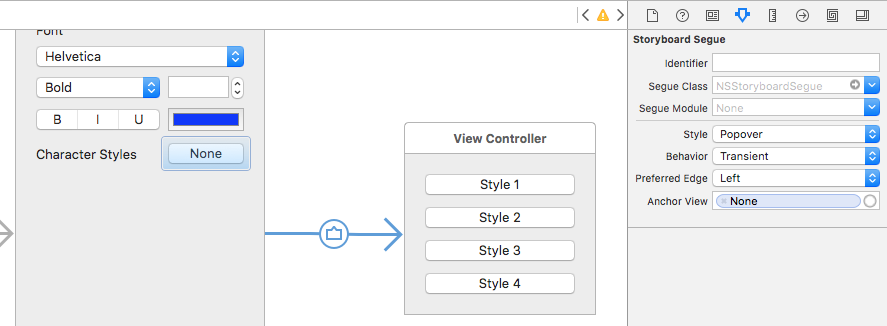 Font
Helvetica
Bold
B I U
Character Styles None
View Controller
Style 1
Style 2
Style 3
Style 4
Storyboard Segue
Identifier
Segue Class NSStoryboardSegue
Segue Module None
Style Popover
Behavior Transient
Preferred Edge Left
Anchor View × None